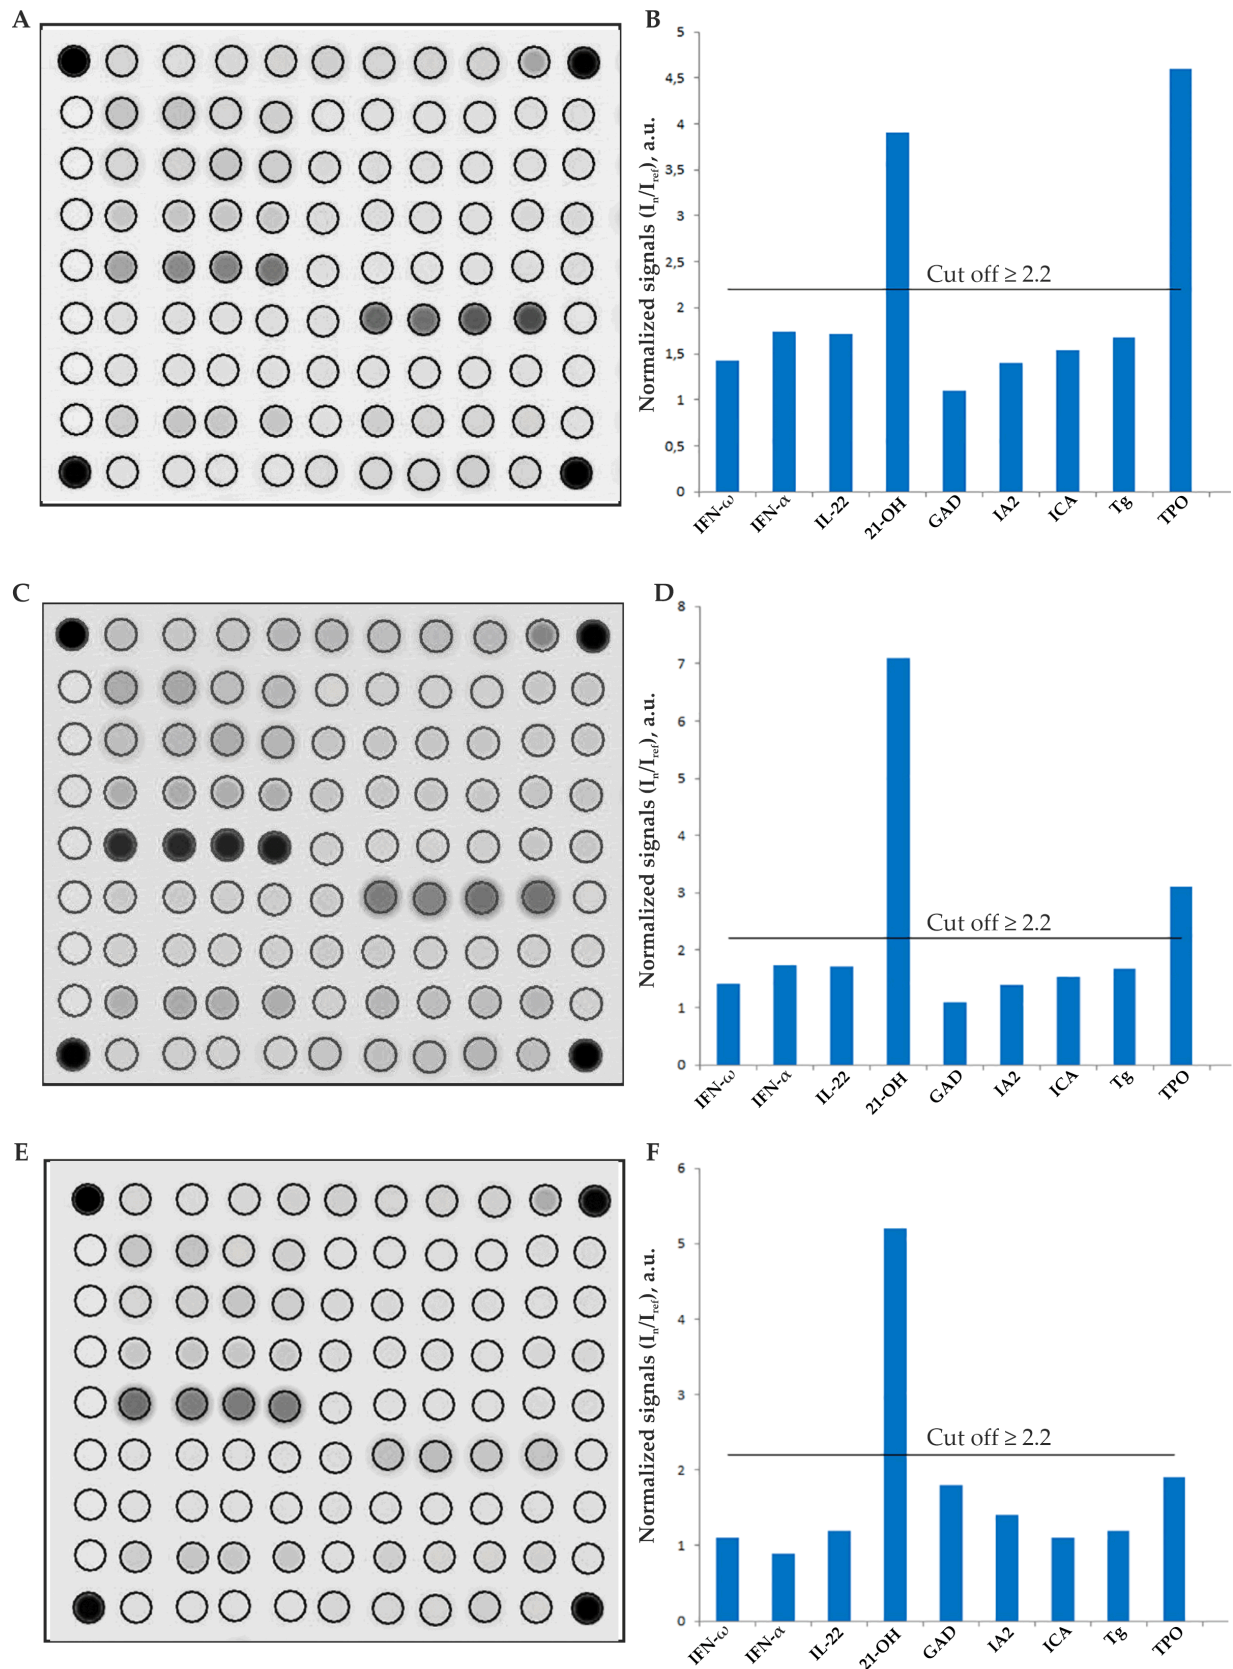 A
B
Normalized signals (Iₙ/I_ref), a.u.
5
4,5
4
3,5
3
2,5
2
1,5
1
0,5
0
Cut off ≥ 2.2
IFN-ω IFN-α IL-22 21-OH GAD IA2 ICA Tg TPO
C
D
Normalized signals (Iₙ/I_ref), a.u.
8
7
6
5
4
3
2
1
0
Cut off ≥ 2.2
IFN-ω IFN-α IL-22 21-OH GAD IA2 ICA Tg TPO
E
F
Normalized signals (Iₙ/I_ref), a.u.
6
5
4
3
2
1
0
Cut off ≥ 2.2
IFN-ω IFN-α IL-22 21-OH GAD IA2 ICA Tg TPO